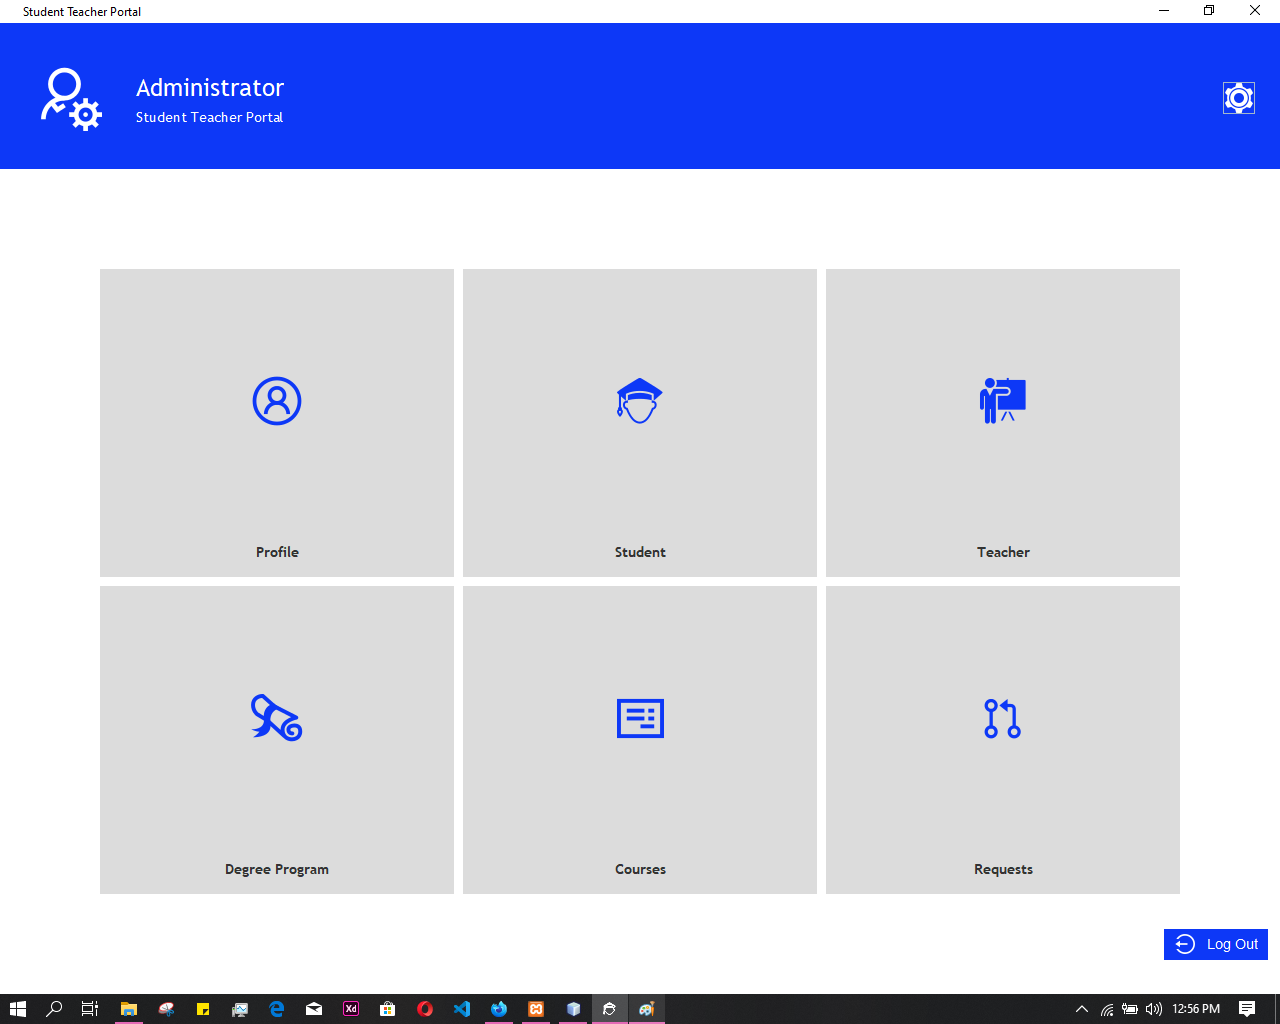 Student Teacher Portal
Administrator
Student Teacher Portal
Profile
Student
Teacher
Degree Program
Courses
Requests
Log Out
Xd
12:56 PM